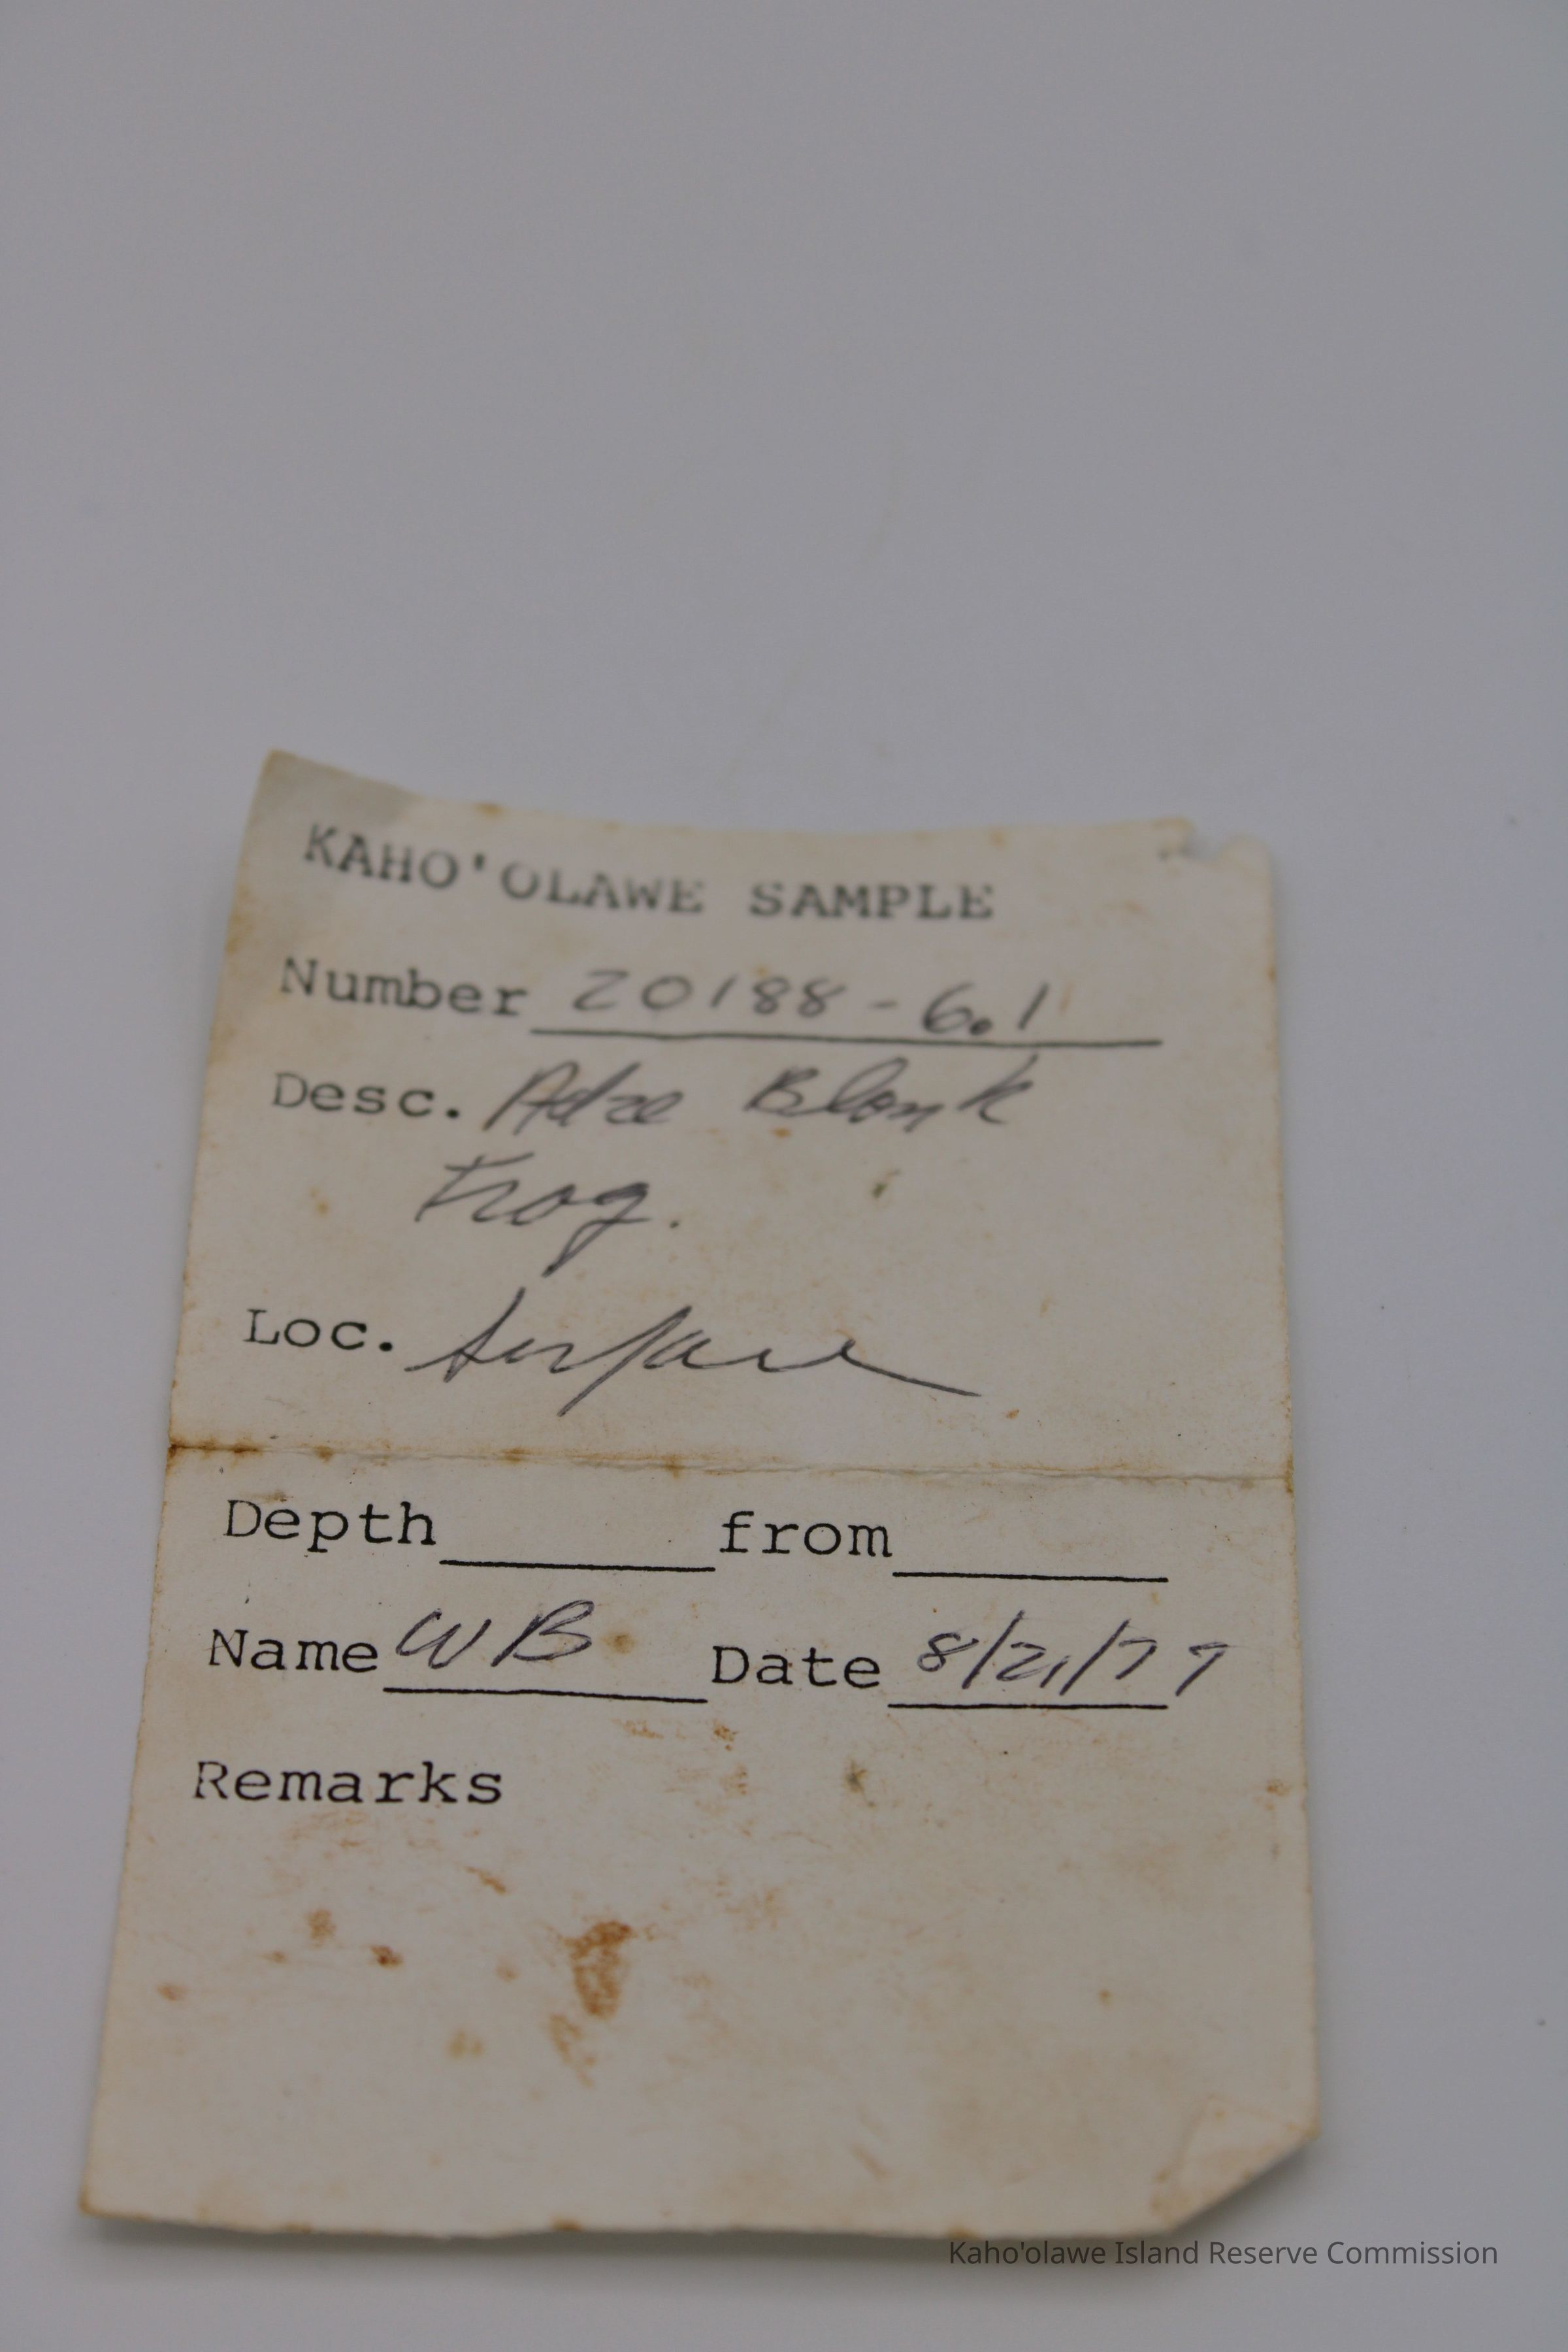 KAHO'OLAWE SAMPLE
Number 20188-6.1
Desc. Adze Blank
Frag.
Loc. Surface
Depth from
Name WB Date 8/21/77
Remarks
Kaho'olawe Island Reserve Commission